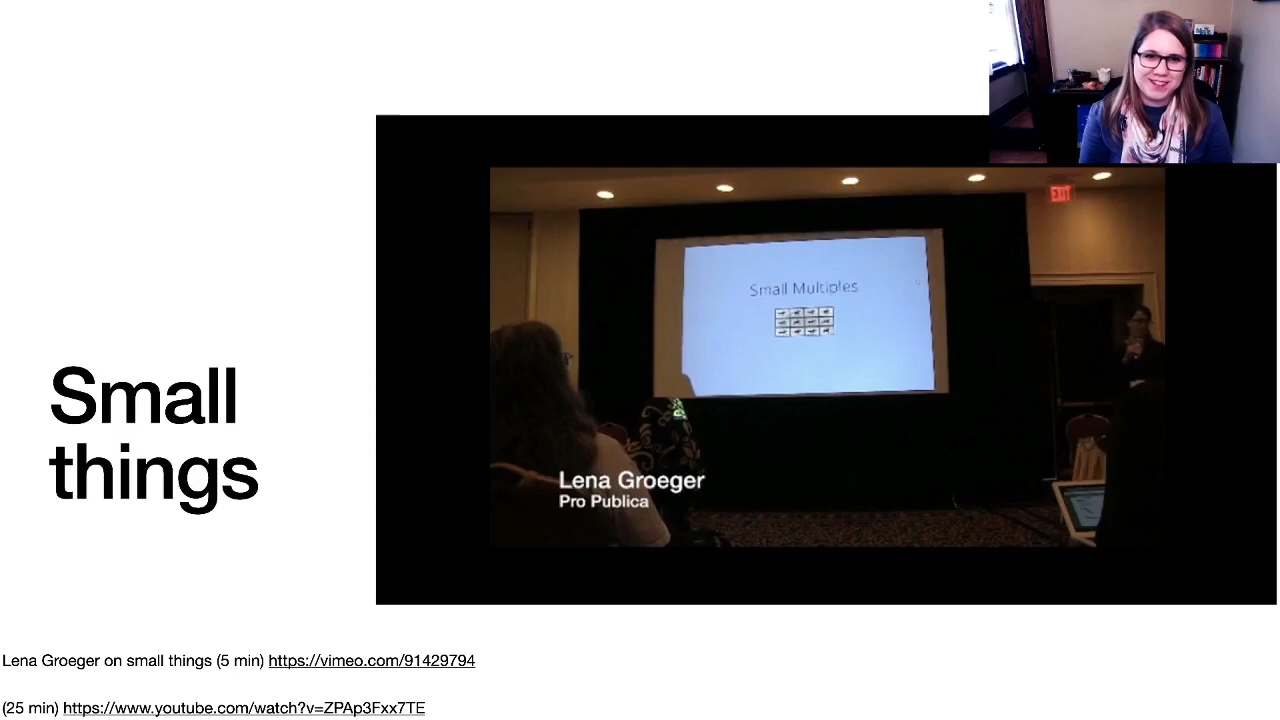 EXIT
Small Multiples
Small
things
Lena Groeger
Pro Publica
Lena Groeger on small things (5 min) https://vimeo.com/91429794
(25 min) https://www.youtube.com/watch?v=ZPAp3Fxx7TE